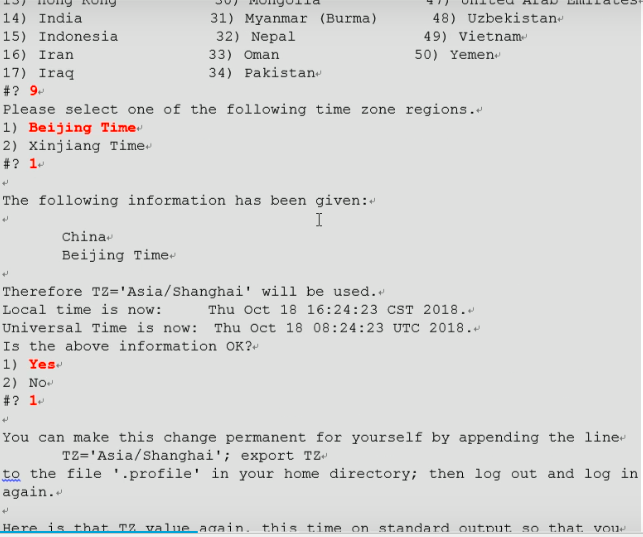 13) Hong Kong 30) Mongolia 47) United Arab Emirates
14) India 31) Myanmar (Burma) 48) Uzbekistan
15) Indonesia 32) Nepal 49) Vietnam
16) Iran 33) Oman 50) Yemen
17) Iraq 34) Pakistan
#? 9
Please select one of the following time zone regions.
1) Beijing Time
2) Xinjiang Time
#? 1
The following information has been given:
China
Beijing Time
Therefore TZ='Asia/Shanghai' will be used.
Local time is now: Thu Oct 18 16:24:23 CST 2018.
Universal Time is now: Thu Oct 18 08:24:23 UTC 2018.
Is the above information OK?
1) Yes
2) No
#? 1
You can make this change permanent for yourself by appending the line
TZ='Asia/Shanghai'; export TZ
to the file '.profile' in your home directory; then log out and log in
again.
Here is that TZ value again, this time on standard output so that you